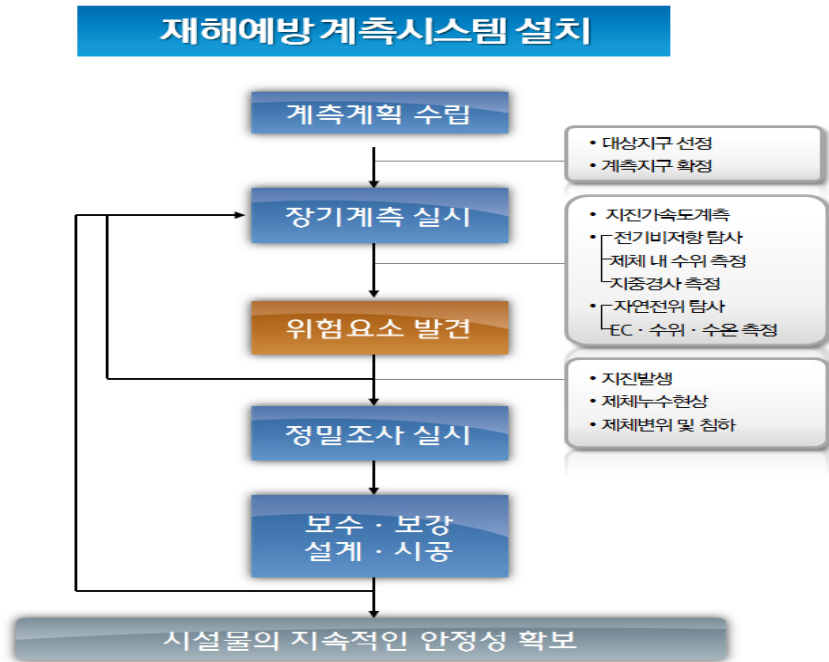 재해예방 계측시스템 설치
계측계획 수립
• 대상지구 선정
• 계측지구 확정
장기계측 실시
• 지진가속도계측
• 전기비저항 탐사
제체 내 수위 측정
지중경사 측정
• 자연전위 탐사
EC · 수위 · 수온 측정
위험요소 발견
• 지진발생
• 제체누수현상
• 제체변위 및 침하
정밀조사 실시
보수 · 보강
설계 · 시공
시설물의 지속적인 안정성 확보